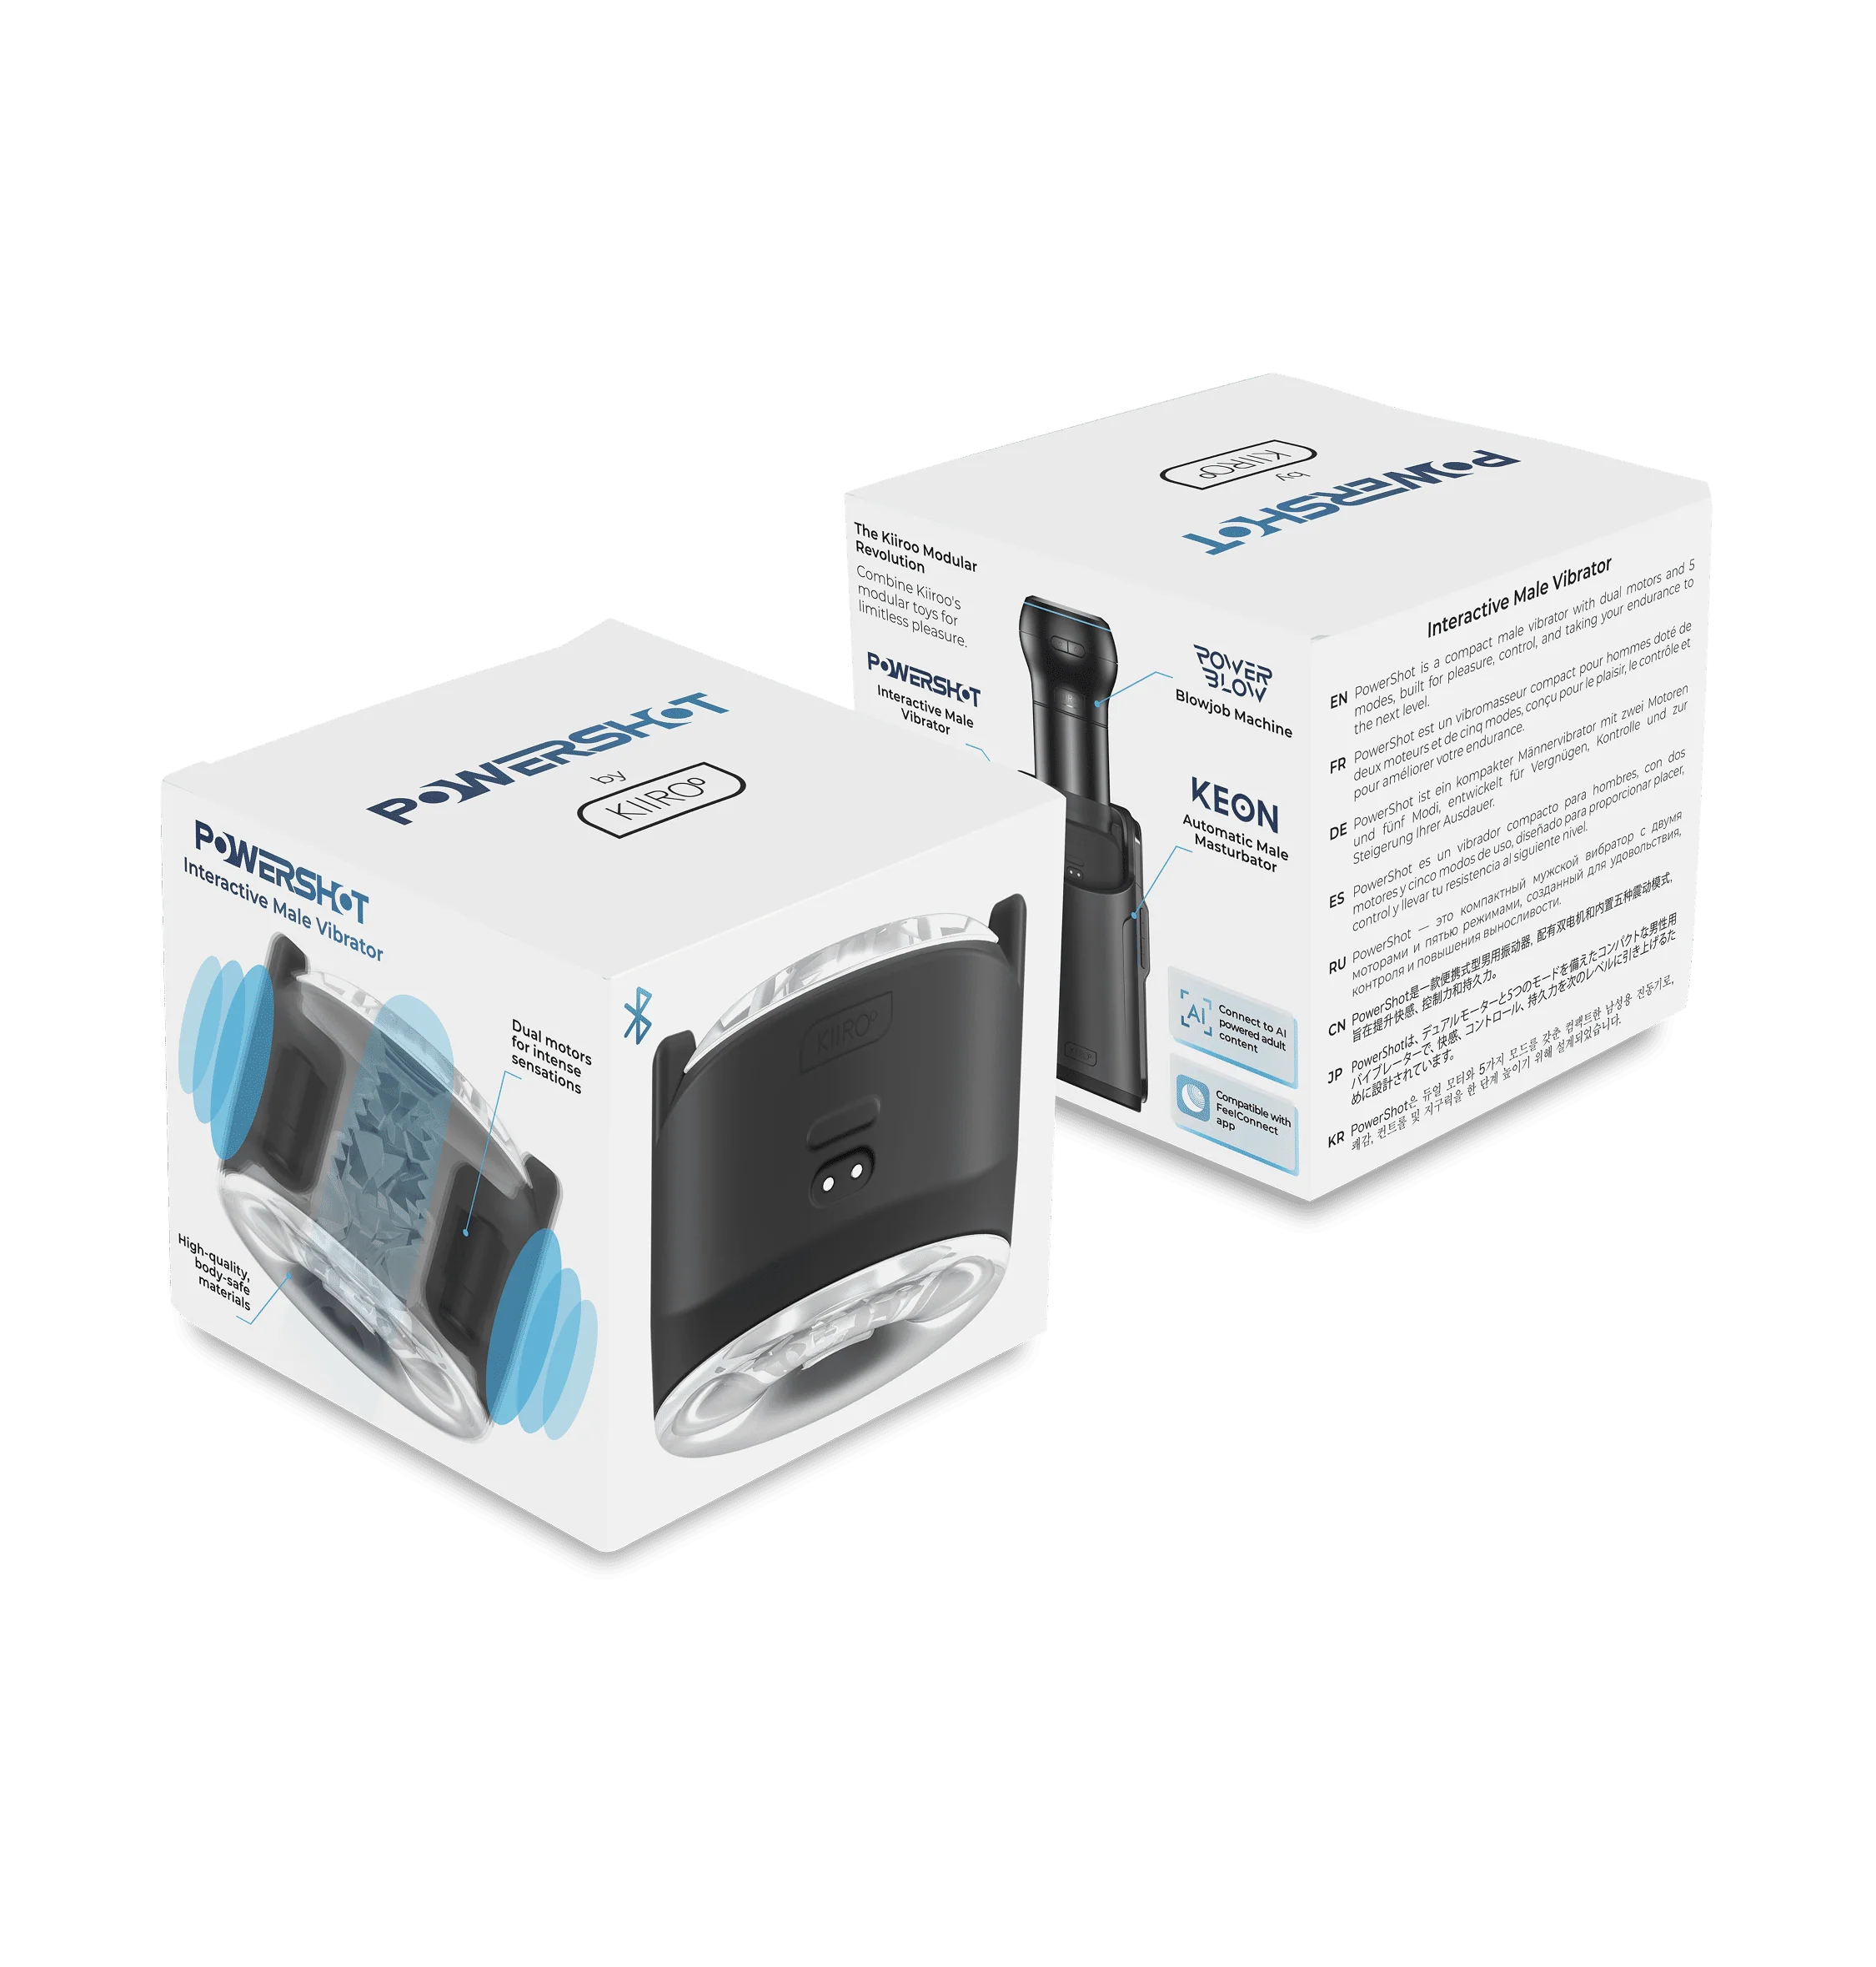 POWERSHOT
by
KIIROO
POWERSHOT
Interactive Male Vibrator
Dual motors
for intense
sensations
High-quality,
body-safe
materials
KIIROO
POWERSHOT
by
KIIROO
The Kiiroo Modular
Revolution
Combine Kiiroo's
modular toys for
limitless pleasure.
POWERSHOT
Interactive Male
Vibrator
POWER
BLOW
Blowjob Machine
KEON
Automatic Male
Masturbator
KIIROO
AI
Connect to AI
powered adult
content
Compatible with
FeelConnect
app
Interactive Male Vibrator
EN PowerShot is a compact male vibrator with dual motors and 5
modes, built for pleasure, control, and taking your endurance to
the next level.
FR PowerShot est un vibromasseur compact pour hommes doté de
deux moteurs et de cinq modes, conçu pour le plaisir, le contrôle et
pour améliorer votre endurance.
DE PowerShot ist ein kompakter Männervibrator mit zwei Motoren
und fünf Modi, entwickelt für Vergnügen, Kontrolle und zur
Steigerung Ihrer Ausdauer.
ES PowerShot es un vibrador compacto para hombres, con dos
motores y cinco modos de uso, diseñado para proporcionar placer,
control y llevar tu resistencia al siguiente nivel.
RU PowerShot — это компактный мужской вибратор с двумя
моторами и пятью режимами, созданный для удовольствия,
контроля и повышения выносливости.
CN PowerShot是一款便携式型男用振动器, 配有双电机和内置五种震动模式,
旨在提升快感、控制力和持久力。
JP PowerShotは、デュアルモーターと5つのモードを備えたコンパクトな男性用
バイブレーターで、快感、コントロール、持久力を次のレベルに引き上げるた
めに設計されています。
KR PowerShot은 듀얼 모터와 5가지 모드를 갖춘 컴팩트한 남성용 진동기로,
쾌감, 컨트롤 및 지구력을 한 단계 높이기 위해 설계되었습니다.